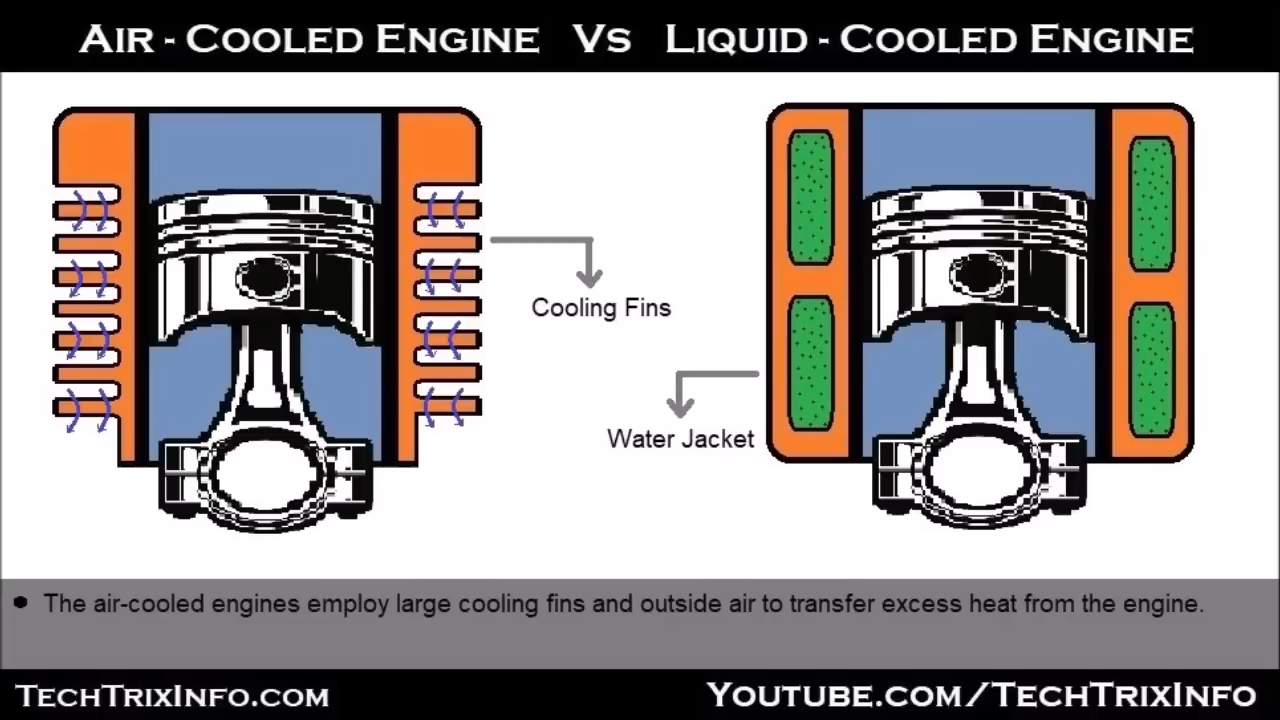 AIR - COOLED ENGINE VS LIQUID - COOLED ENGINE
Cooling Fins
Water Jacket
• The air-cooled engines employ large cooling fins and outside air to transfer excess heat from the engine.
TECHTRIXINFO.COM
YOUTUBE.COM/TECHTRIXINFO